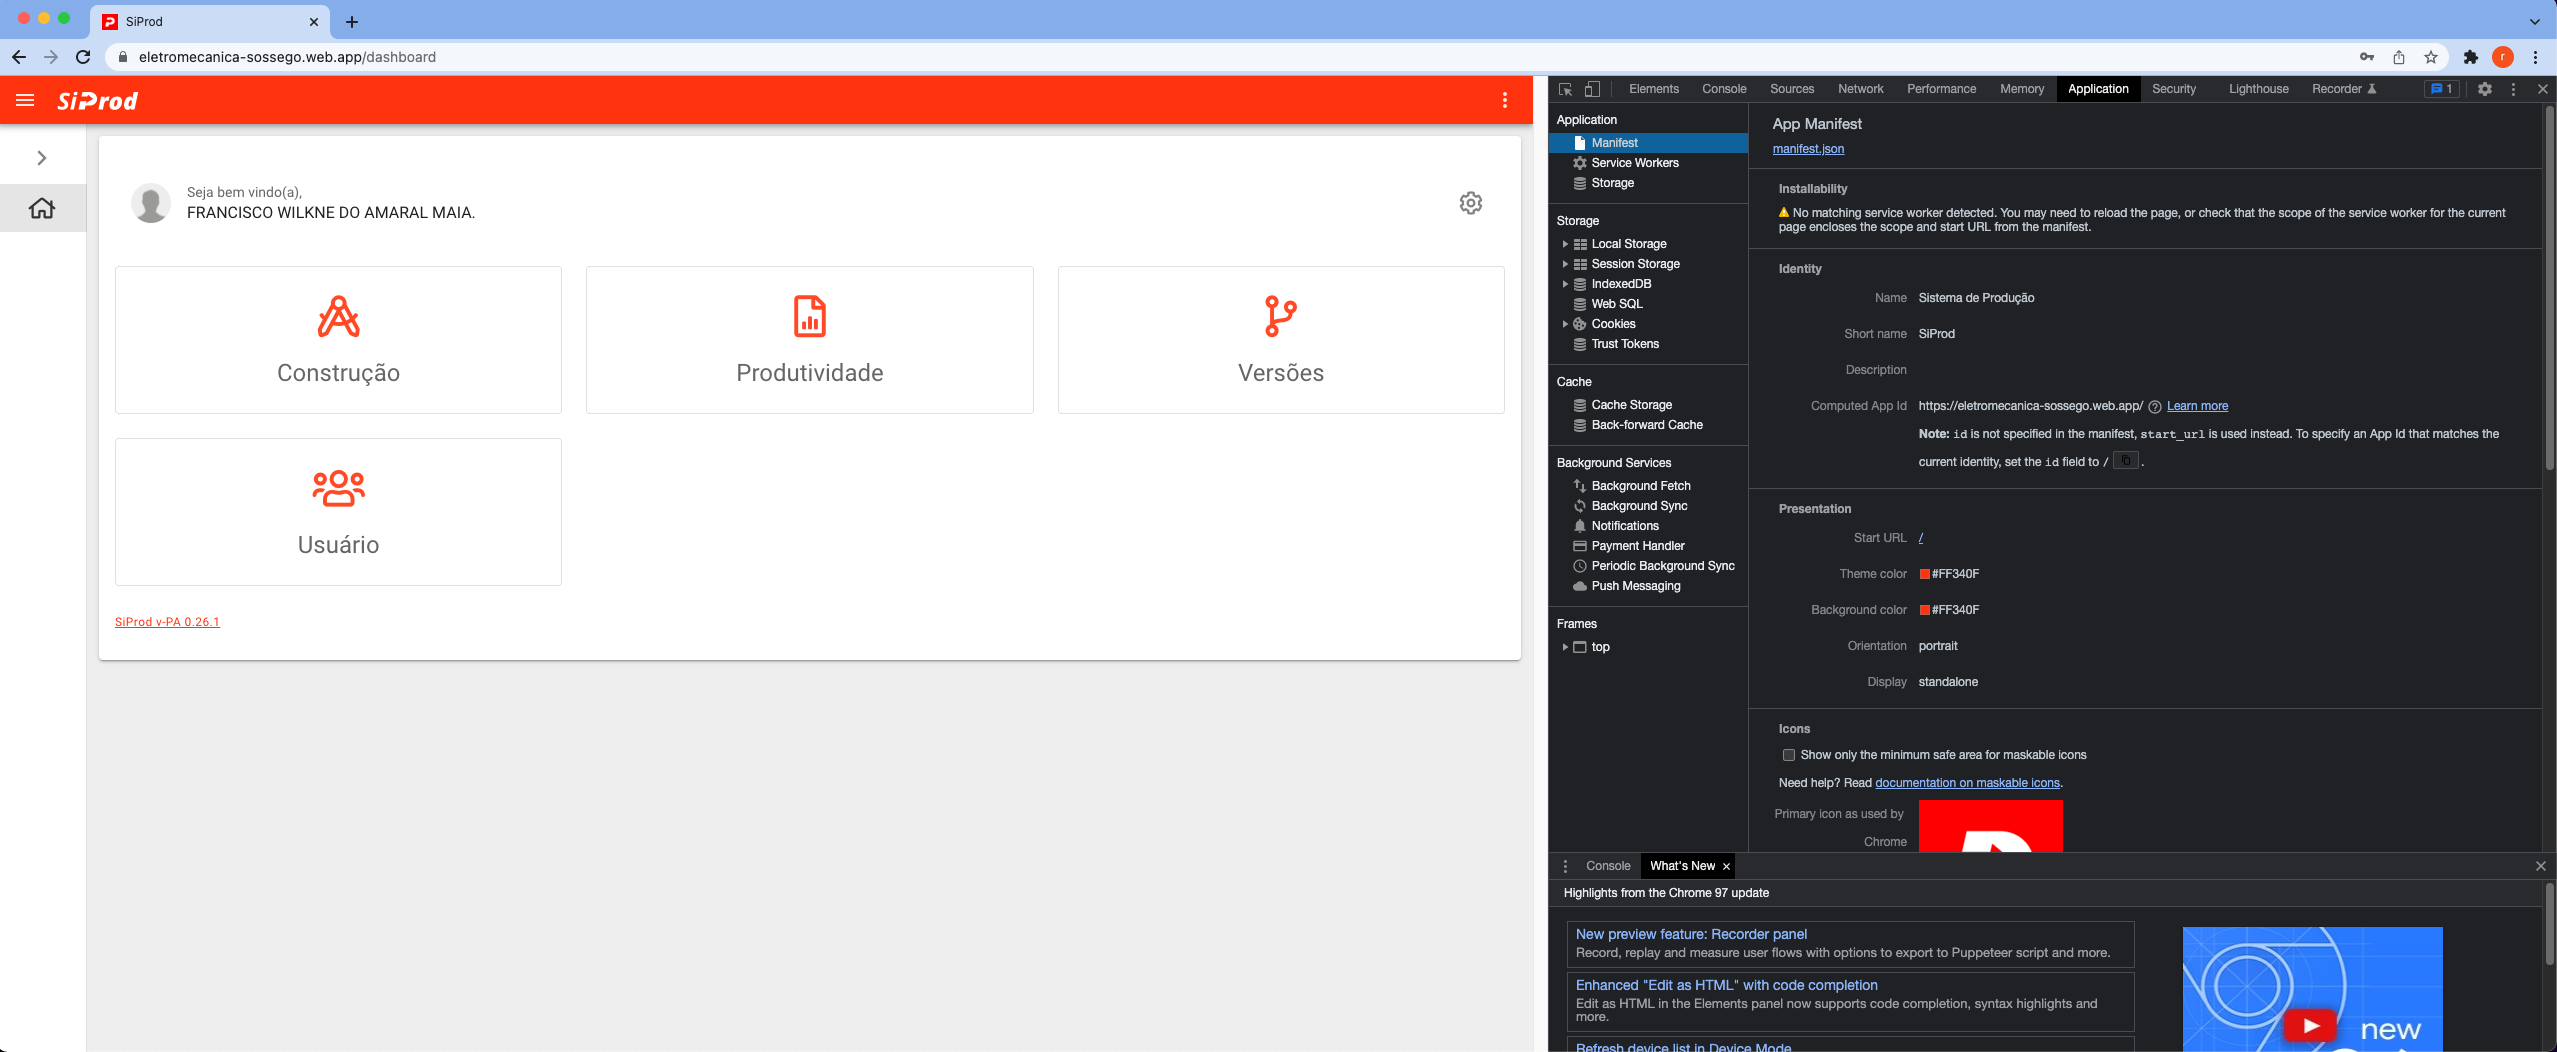 SiProd
eletromecanica-sossego.web.app/dashboard
r
SiProd
Seja bem vindo(a),
FRANCISCO WILKNE DO AMARAL MAIA.
Construção
Produtividade
Versões
Usuário
SiProd v-PA 0.26.1
Elements Console Sources Network Performance Memory Application Security Lighthouse Recorder 1
Application
Manifest
Service Workers
Storage
Storage
Local Storage
Session Storage
IndexedDB
Web SQL
Cookies
Trust Tokens
Cache
Cache Storage
Back-forward Cache
Background Services
Background Fetch
Background Sync
Notifications
Payment Handler
Periodic Background Sync
Push Messaging
Frames
top
App Manifest
manifest.json
Installability
No matching service worker detected. You may need to reload the page, or check that the scope of the service worker for the current
page encloses the scope and start URL from the manifest.
Identity
Name Sistema de Produção
Short name SiProd
Description
Computed App Id https://eletromecanica-sossego.web.app/ Learn more
Note: id is not specified in the manifest, start_url is used instead. To specify an App Id that matches the
current identity, set the id field to / .
Presentation
Start URL /
Theme color #FF340F
Background color #FF340F
Orientation portrait
Display standalone
Icons
Show only the minimum safe area for maskable icons
Need help? Read documentation on maskable icons.
Primary icon as used by
Chrome
Console What's New
Highlights from the Chrome 97 update
New preview feature: Recorder panel
Record, replay and measure user flows with options to export to Puppeteer script and more.
Enhanced "Edit as HTML" with code completion
Edit as HTML in the Elements panel now supports code completion, syntax highlights and
more.
Refresh device list in Device Mode
new